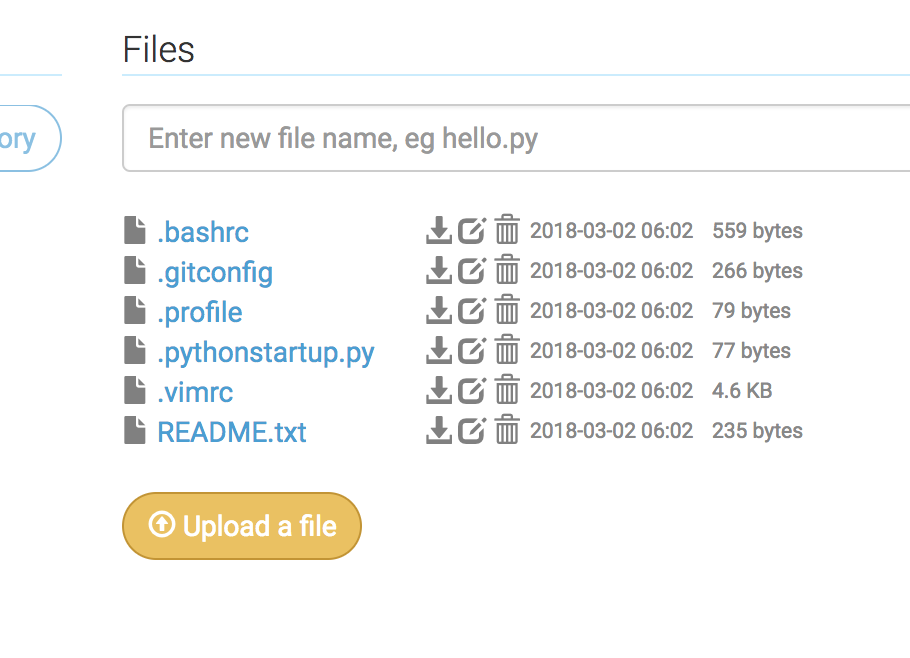 Files
ory
Enter new file name, eg hello.py
.bashrc 2018-03-02 06:02 559 bytes
.gitconfig 2018-03-02 06:02 266 bytes
.profile 2018-03-02 06:02 79 bytes
.pythonstartup.py 2018-03-02 06:02 77 bytes
.vimrc 2018-03-02 06:02 4.6 KB
README.txt 2018-03-02 06:02 235 bytes
Upload a file